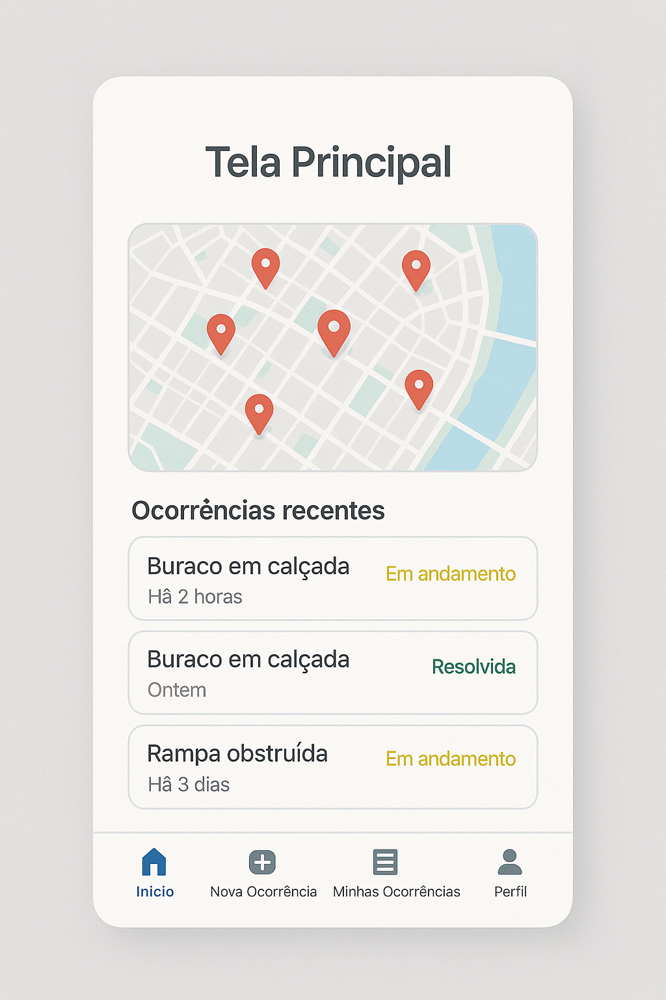 Tela Principal
Ocorrências recentes
Buraco em calçada
Em andamento
Hâ 2 horas
Buraco em calçada
Resolvida
Ontem
Rampa obstruída
Em andamento
Hâ 3 dias
Inicio
Nova Ocorrência
Minhas Ocorrências
Perfil